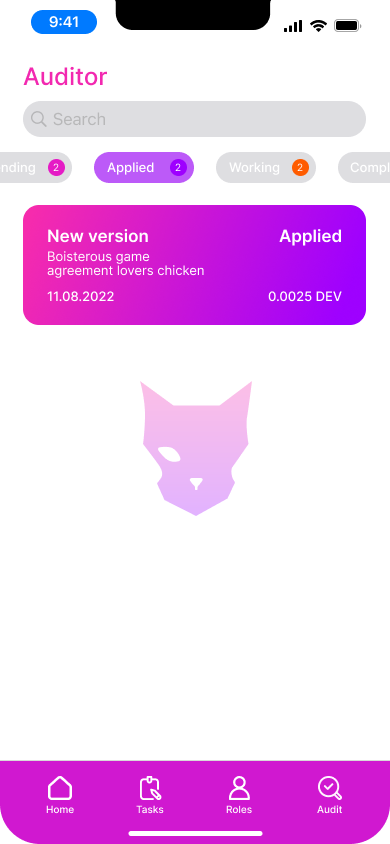 9:41
Auditor
Search
nding 2 Applied 2 Working 2 Compl
New version Applied
Boisterous game
agreement lovers chicken
11.08.2022 0.0025 DEV
Home Tasks Roles Audit